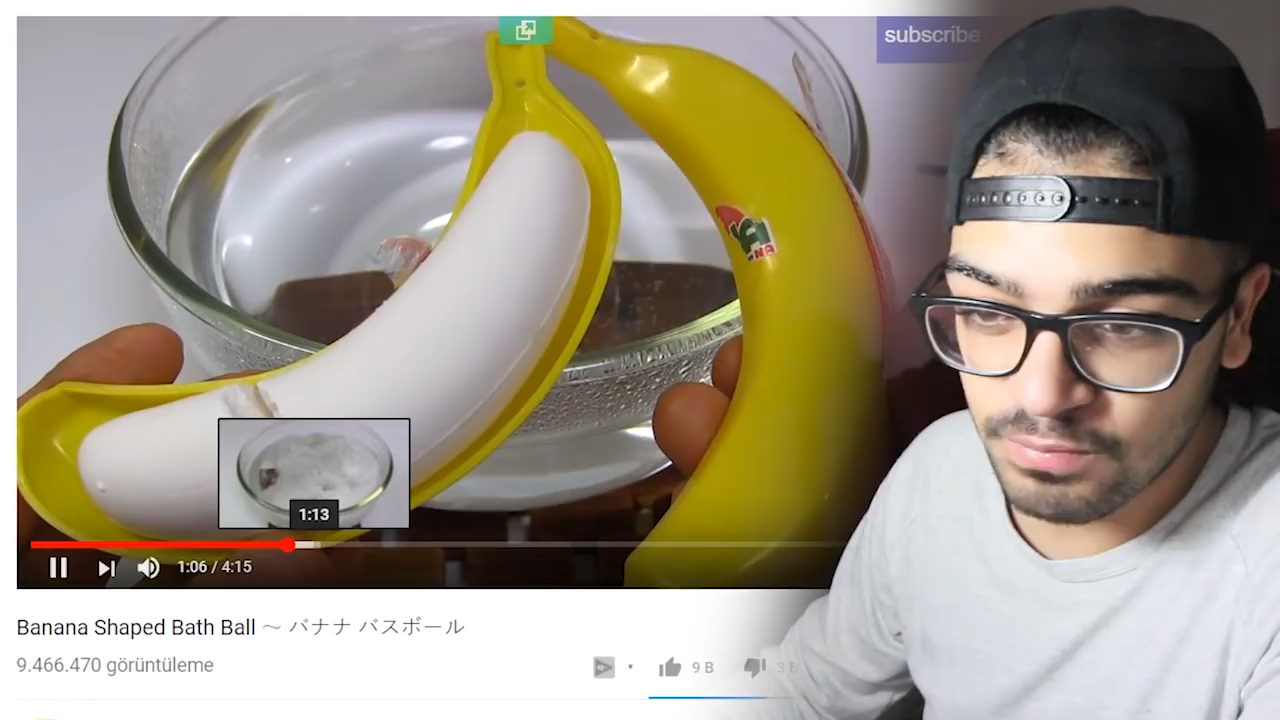 subscribe
1:13
1:06 / 4:15
Banana Shaped Bath Ball ～ バナナ バスボール
9.466.470 görüntüleme
9 B
3 B